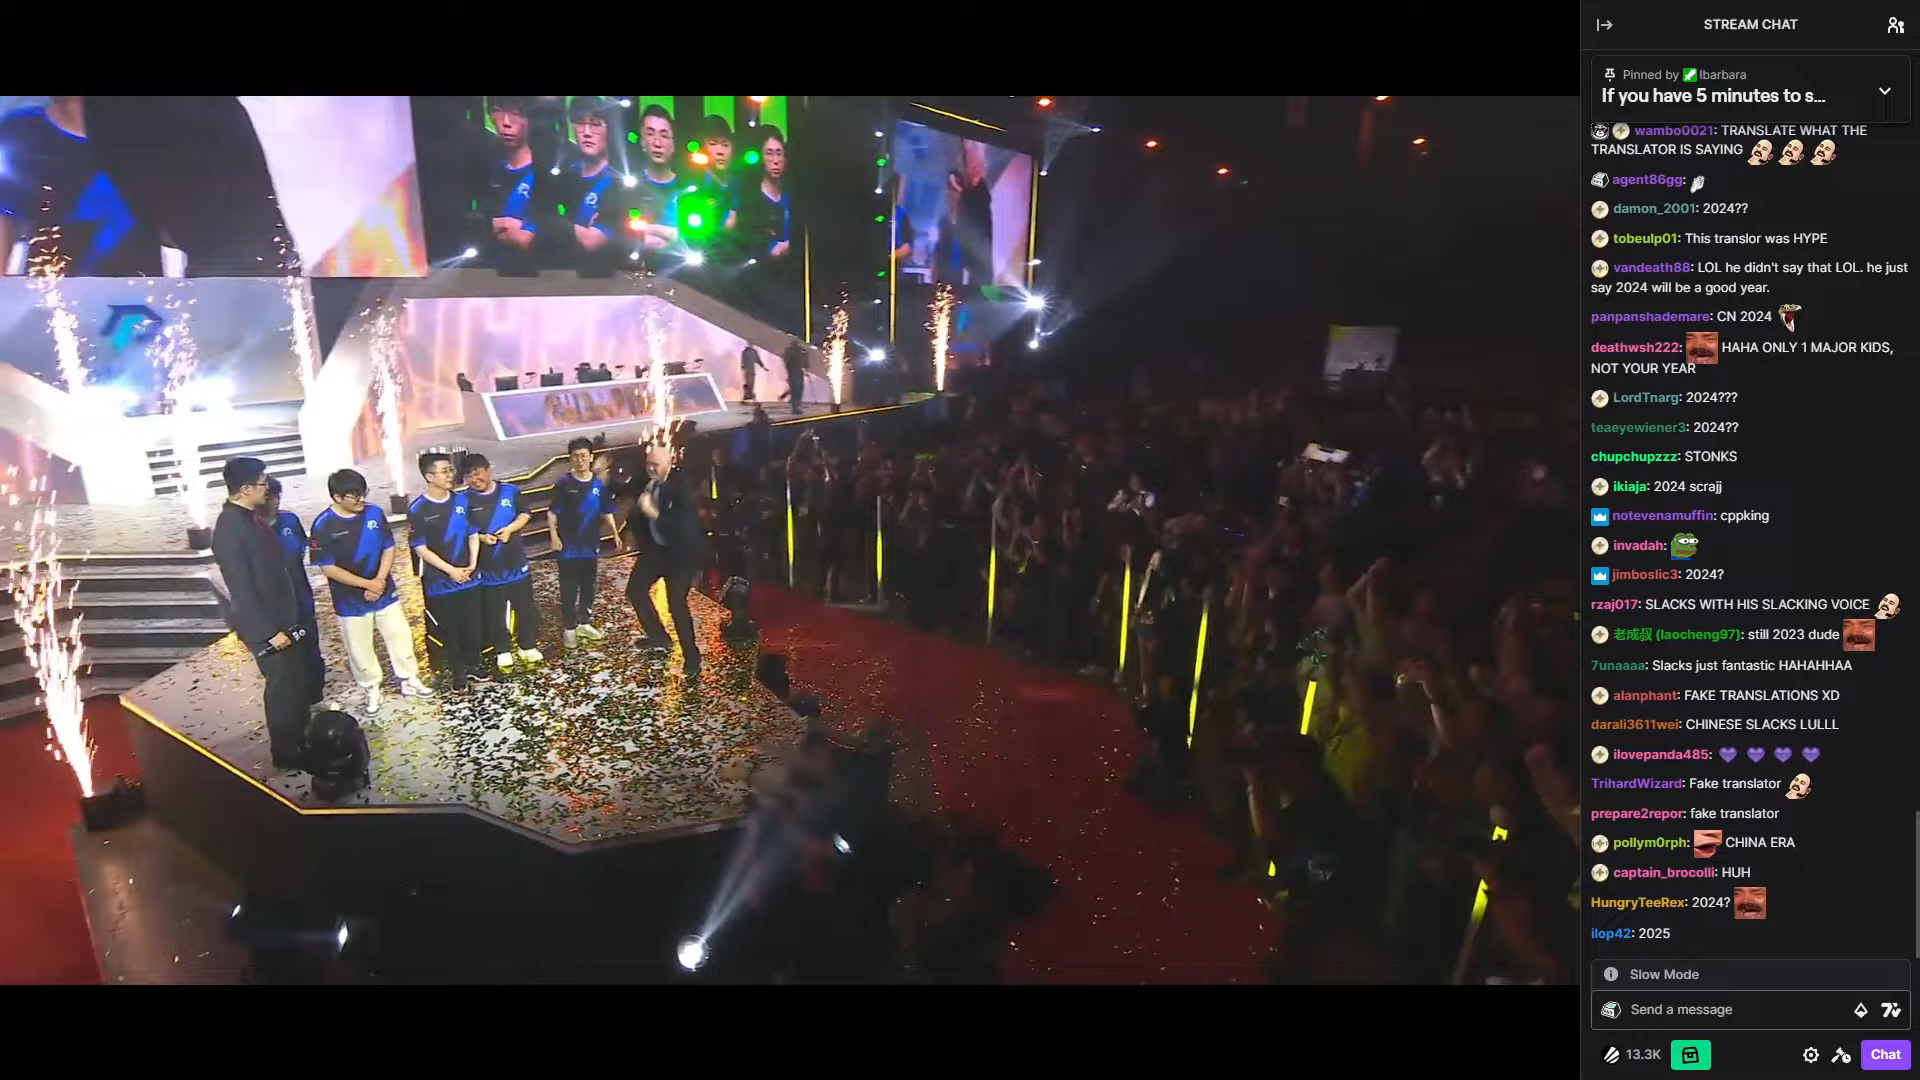 STREAM CHAT
Pinned by lbarbara
If you have 5 minutes to s...
wambo0021: TRANSLATE WHAT THE
TRANSLATOR IS SAYING
agent86gg:
damon_2001: 2024??
tobeulp01: This translor was HYPE
vandeath88: LOL he didn't say that LOL. he just
say 2024 will be a good year.
panpanshademare: CN 2024
deathwsh222: HAHA ONLY 1 MAJOR KIDS,
NOT YOUR YEAR
LordTnarg: 2024???
teaeyewiener3: 2024??
chupchupzzz: STONKS
ikiaja: 2024 scrajj
notevenamuffin: cppking
invadah:
jimboslic3: 2024?
rzaj017: SLACKS WITH HIS SLACKING VOICE
老成叔 (laocheng97): still 2023 dude
7unaaaa: Slacks just fantastic HAHAHHAA
alanphant: FAKE TRANSLATIONS XD
darali3611wei: CHINESE SLACKS LULLL
ilovepanda485:
TrihardWizard: Fake translator
prepare2repor: fake translator
pollym0rph: CHINA ERA
captain_brocolli: HUH
HungryTeeRex: 2024?
ilop42: 2025
Slow Mode
Send a message
13.3K
Chat